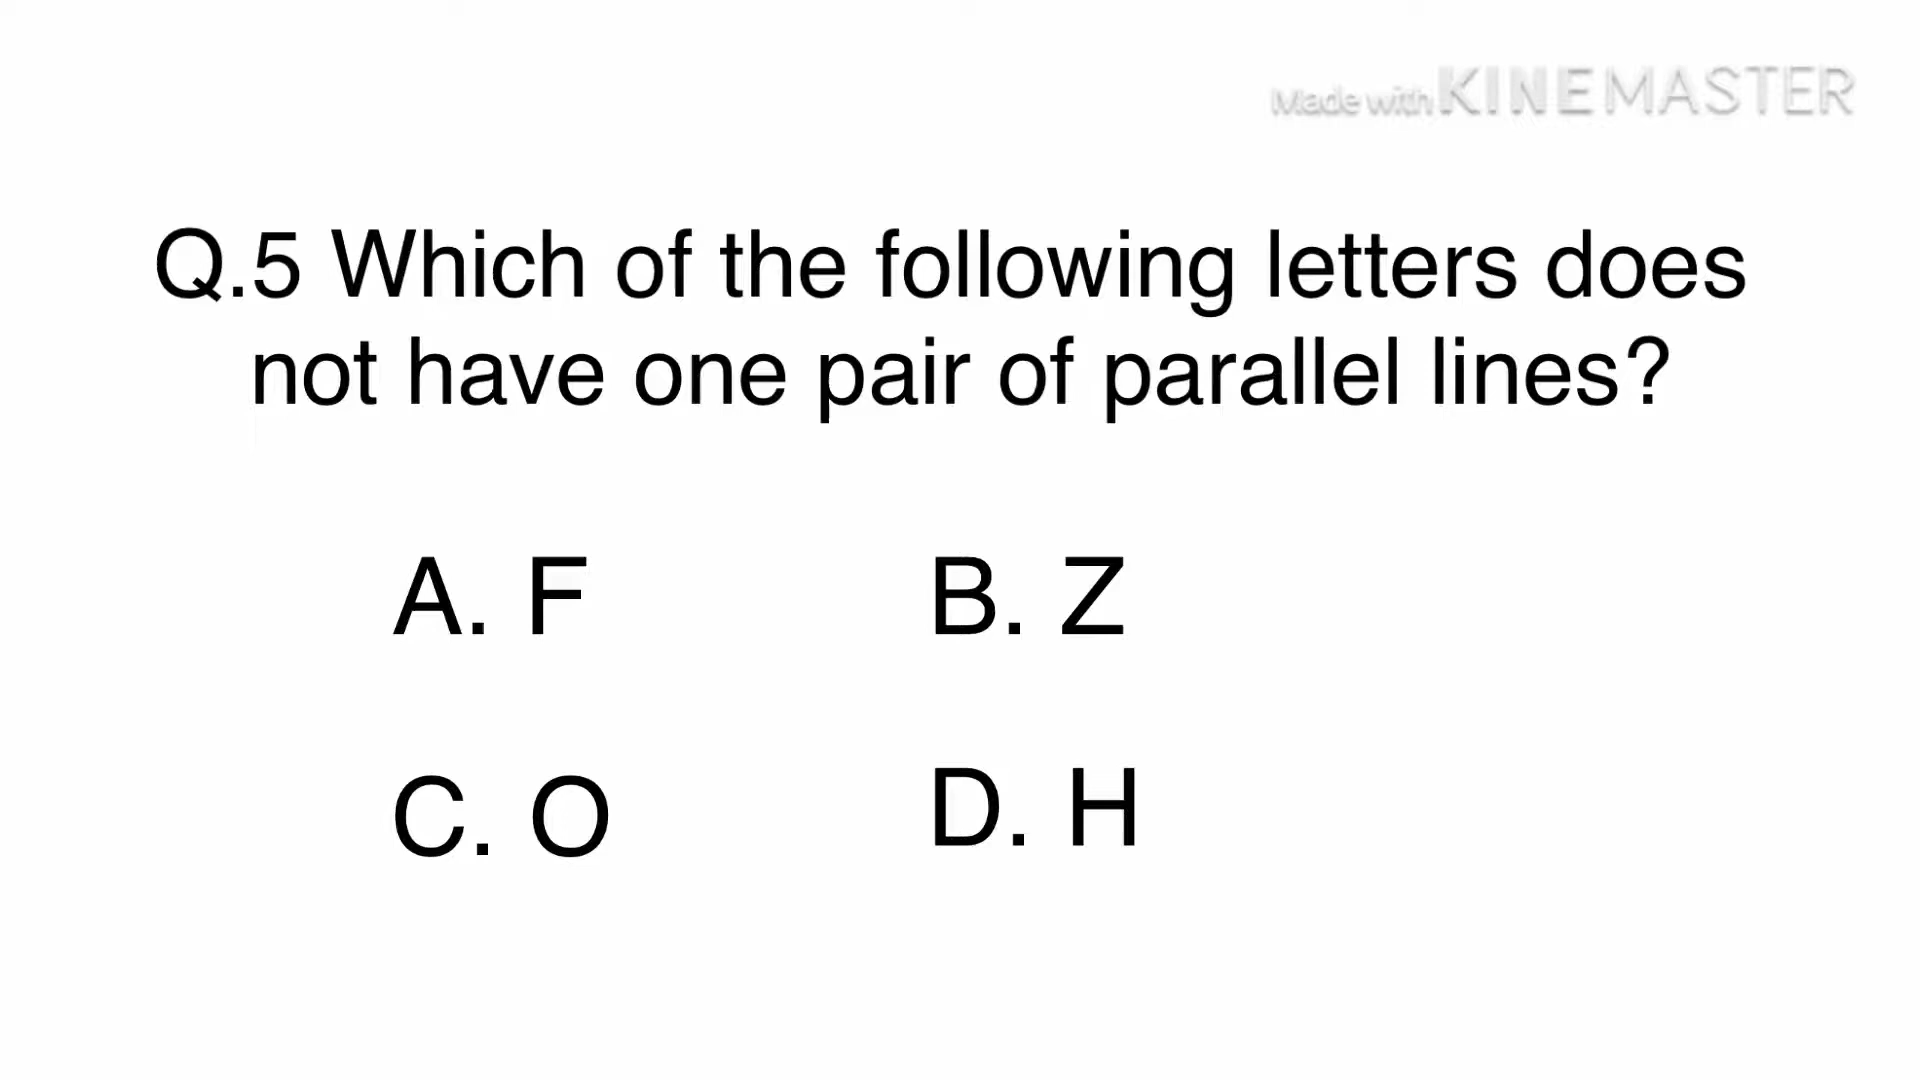 Made with KINEMASTER
Q.5 Which of the following letters does
not have one pair of parallel lines?
A. F B. Z
C. O D. H